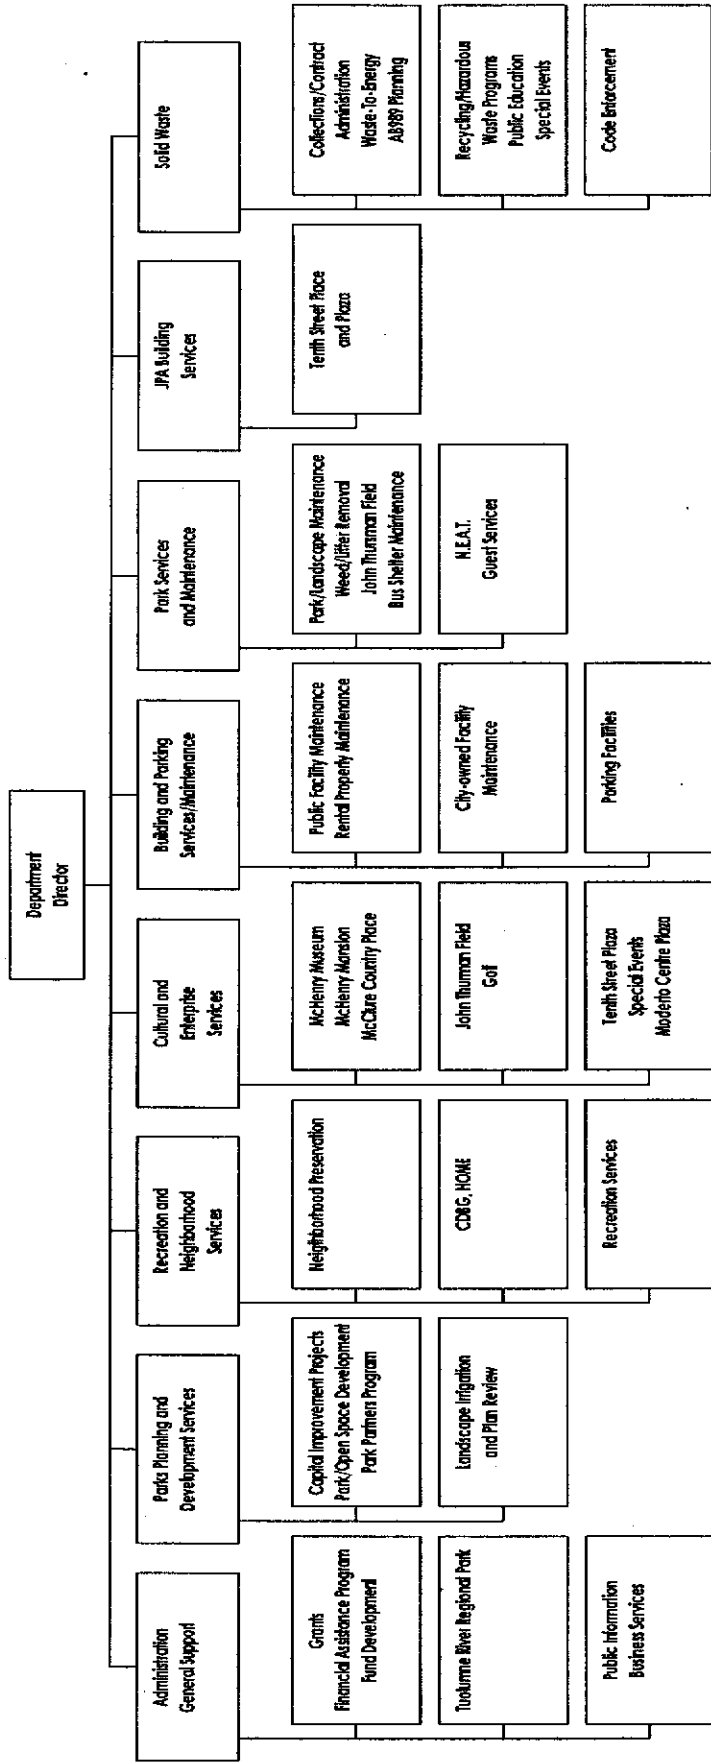 Department
Director
Administration
General Support
Grants
Financial Assistance Program
Fund Development
Tuolumne River Regional Park
Public Information
Business Services
Parks Planning and
Development Services
Capital Improvement Projects
Park/Open Space Development
Park Partners Program
Landscape Irrigation
and Plan Review
Recreation and
Neighborhood
Services
Neighborhood Preservation
CDBG, HOME
Recreation Services
Cultural and
Enterprise
Services
McHenry Museum
McHenry Mansion
McClure Country Place
John Thurman Field
Golf
Tenth Street Plaza
Special Events
Modesto Centre Plaza
Building and Parking
Services/Maintenance
Public Facility Maintenance
Rental Property Maintenance
City-owned Facility
Maintenance
Parking Facilities
Park Services
and Maintenance
Park/Landscape Maintenance
Weed/Litter Removal
John Thurman Field
Bus Shelter Maintenance
N.E.A.T.
Guest Services
JPA Building
Services
Tenth Street Place
and Plaza
Solid Waste
Collections/Contract
Administration
Waste-To-Energy
AB989 Planning
Recycling/Hazardous
Waste Programs
Public Education
Special Events
Code Enforcement